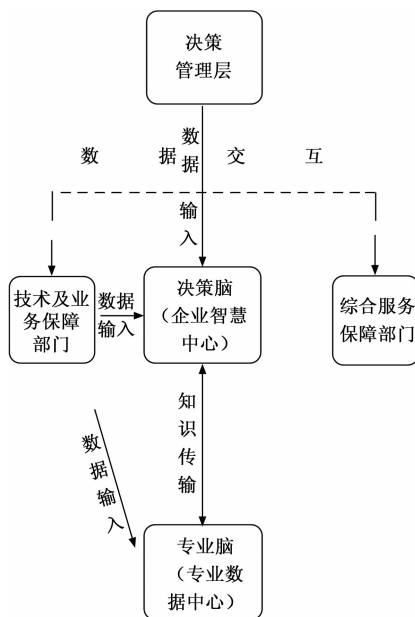 决策
管理层
数据交互
数据输入
技术及业
务保障
部门
数据
输入
决策脑
（企业智慧
中心）
综合服务
保障部门
知识传输
数据输入
专业脑
（专业数
据中心）